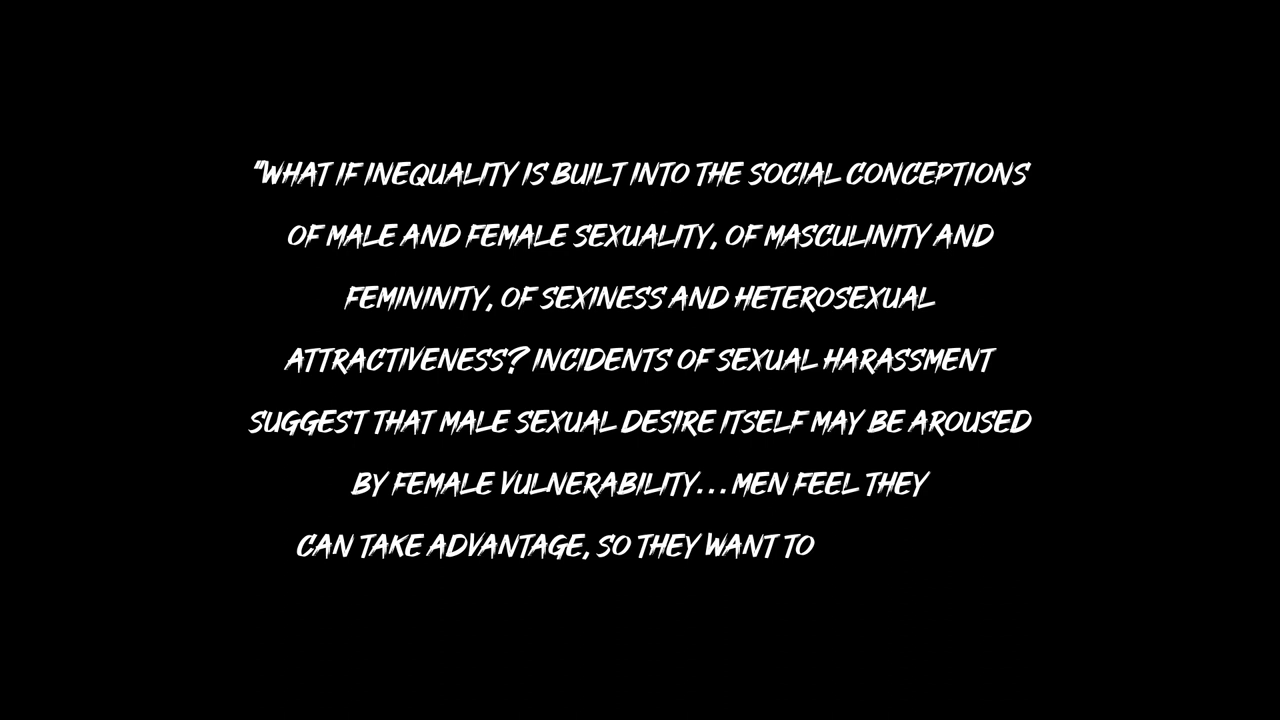 "WHAT IF INEQUALITY IS BUILT INTO THE SOCIAL CONCEPTIONS
OF MALE AND FEMALE SEXUALITY, OF MASCULINITY AND
FEMININITY, OF SEXINESS AND HETEROSEXUAL
ATTRACTIVENESS? INCIDENTS OF SEXUAL HARASSMENT
SUGGEST THAT MALE SEXUAL DESIRE ITSELF MAY BE AROUSED
BY FEMALE VULNERABILITY... MEN FEEL THEY
CAN TAKE ADVANTAGE, SO THEY WANT TO